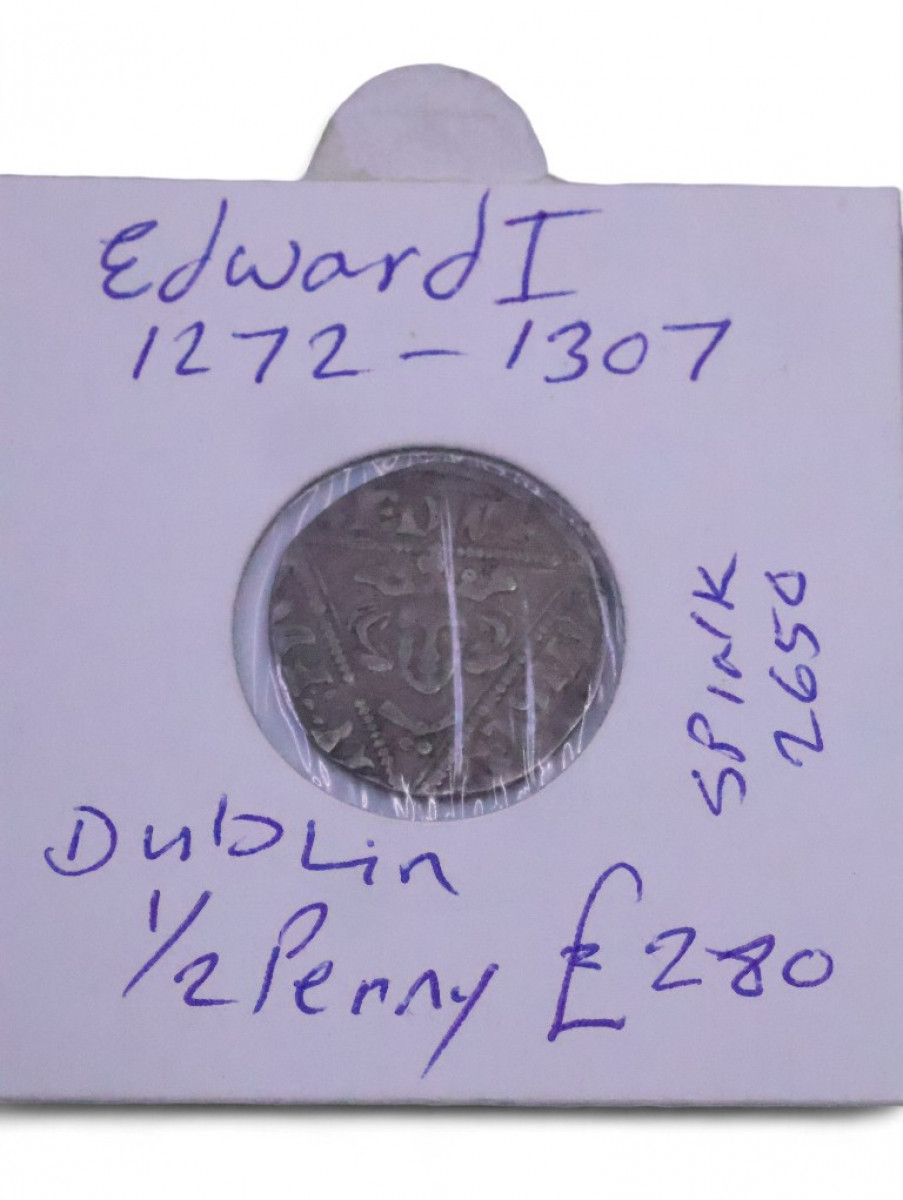 Edward I
1272 - 1307
SPINK
2650
Dublin
1/2 Penny £280